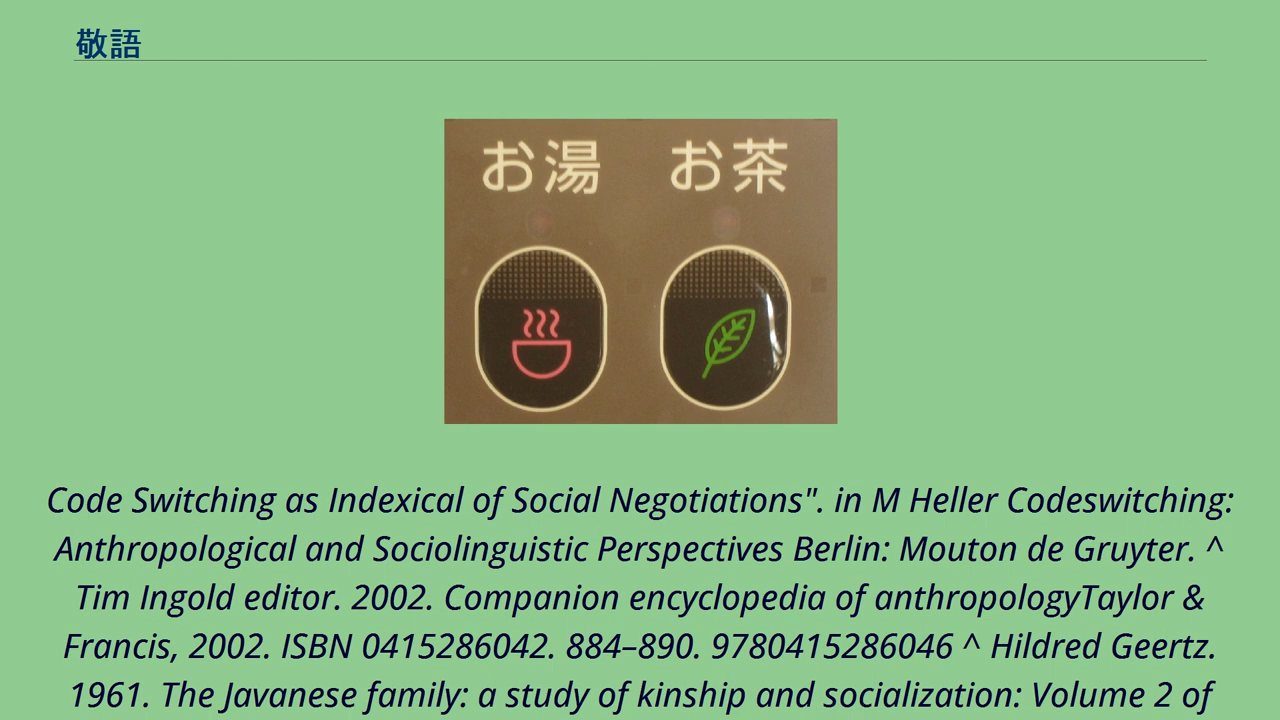 敬語
お湯 お茶
Code Switching as Indexical of Social Negotiations". in M Heller Codeswitching:
Anthropological and Sociolinguistic Perspectives Berlin: Mouton de Gruyter. ^
Tim Ingold editor. 2002. Companion encyclopedia of anthropologyTaylor &
Francis, 2002. ISBN 0415286042. 884–890. 9780415286046 ^ Hildred Geertz.
1961. The Javanese family: a study of kinship and socialization: Volume 2 of